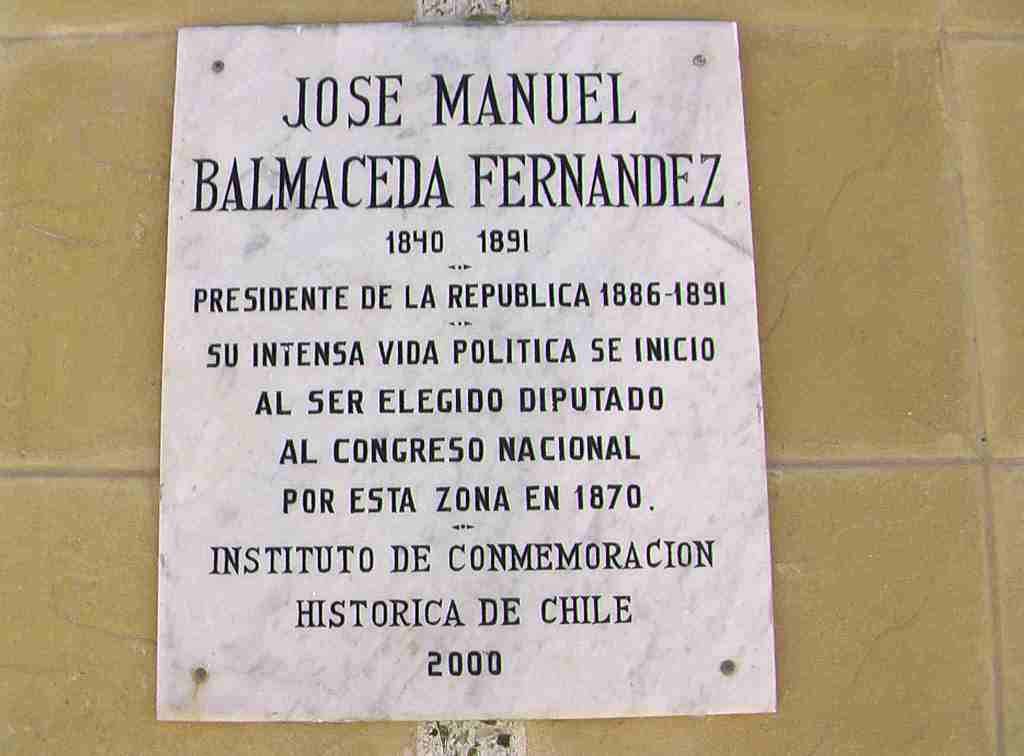 JOSE MANUEL
BALMACEDA FERNANDEZ
1840 1891
PRESIDENTE DE LA REPUBLICA 1886-1891
SU INTENSA VIDA POLITICA SE INICIO
AL SER ELEGIDO DIPUTADO
AL CONGRESO NACIONAL
POR ESTA ZONA EN 1870.
INSTITUTO DE CONMEMORACION
HISTORICA DE CHILE
2000